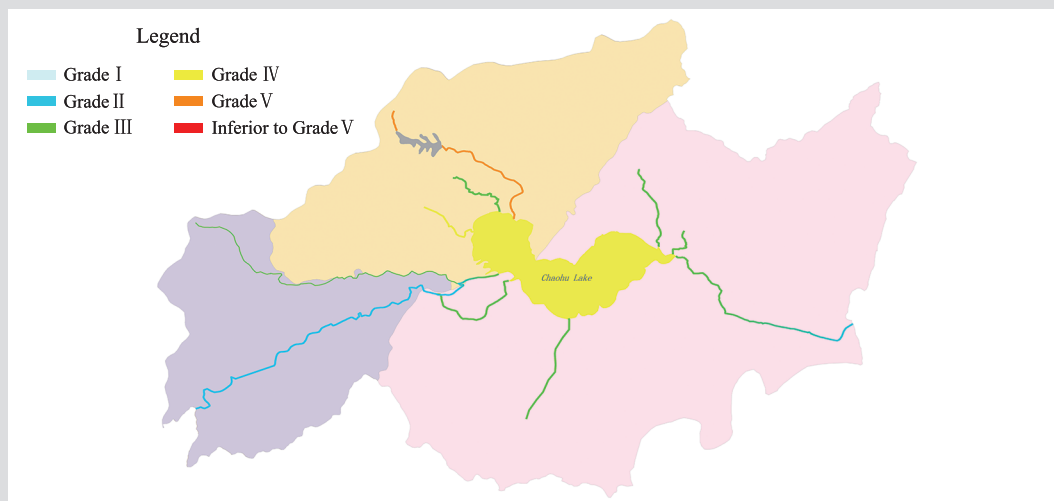 Legend
Grade Ⅰ
Grade Ⅳ
Grade Ⅱ
Grade Ⅴ
Grade Ⅲ
Inferior to Grade Ⅴ
Chaohu Lake